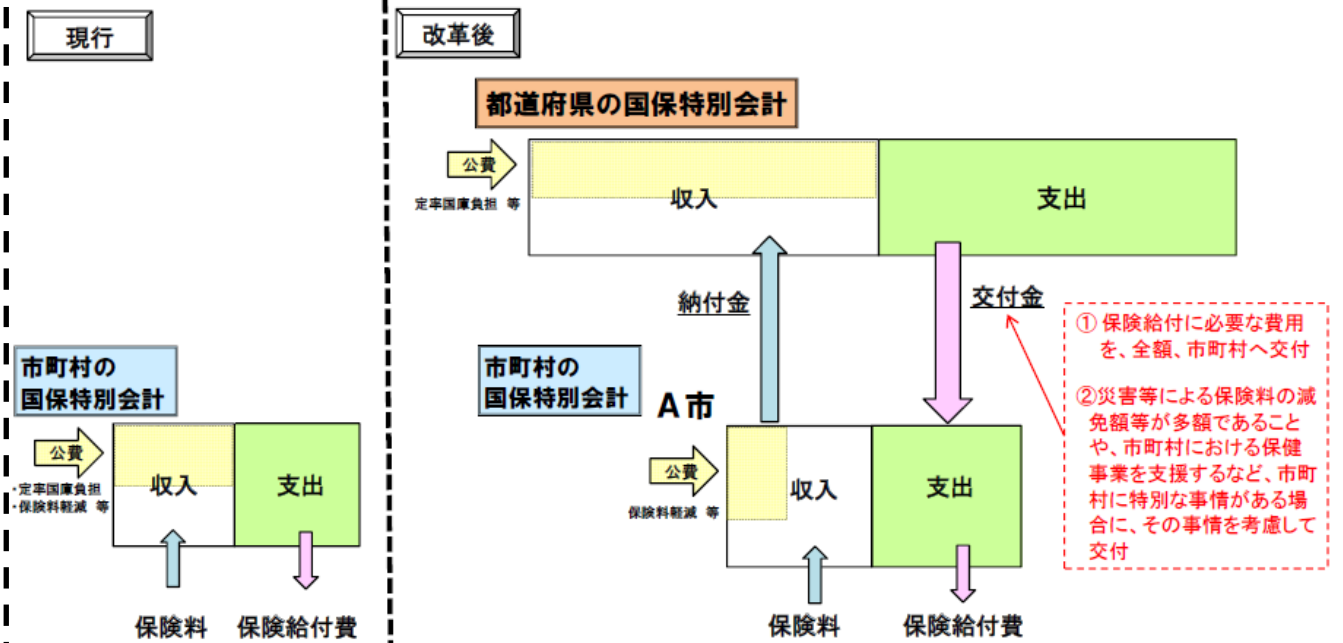 現行
市町村の
国保特別会計
公費
・定率国庫負担
・保険料軽減 等
収入
支出
保険料
保険給付費
改革後
都道府県の国保特別会計
公費
定率国庫負担 等
収入
支出
納付金
交付金
① 保険給付に必要な費用
を、全額、市町村へ交付
②災害等による保険料の減
免額等が多額であること
や、市町村における保健
事業を支援するなど、市町
村に特別な事情がある場
合に、その事情を考慮して
交付
市町村の
国保特別会計
A市
公費
保険料軽減 等
収入
支出
保険料
保険給付費